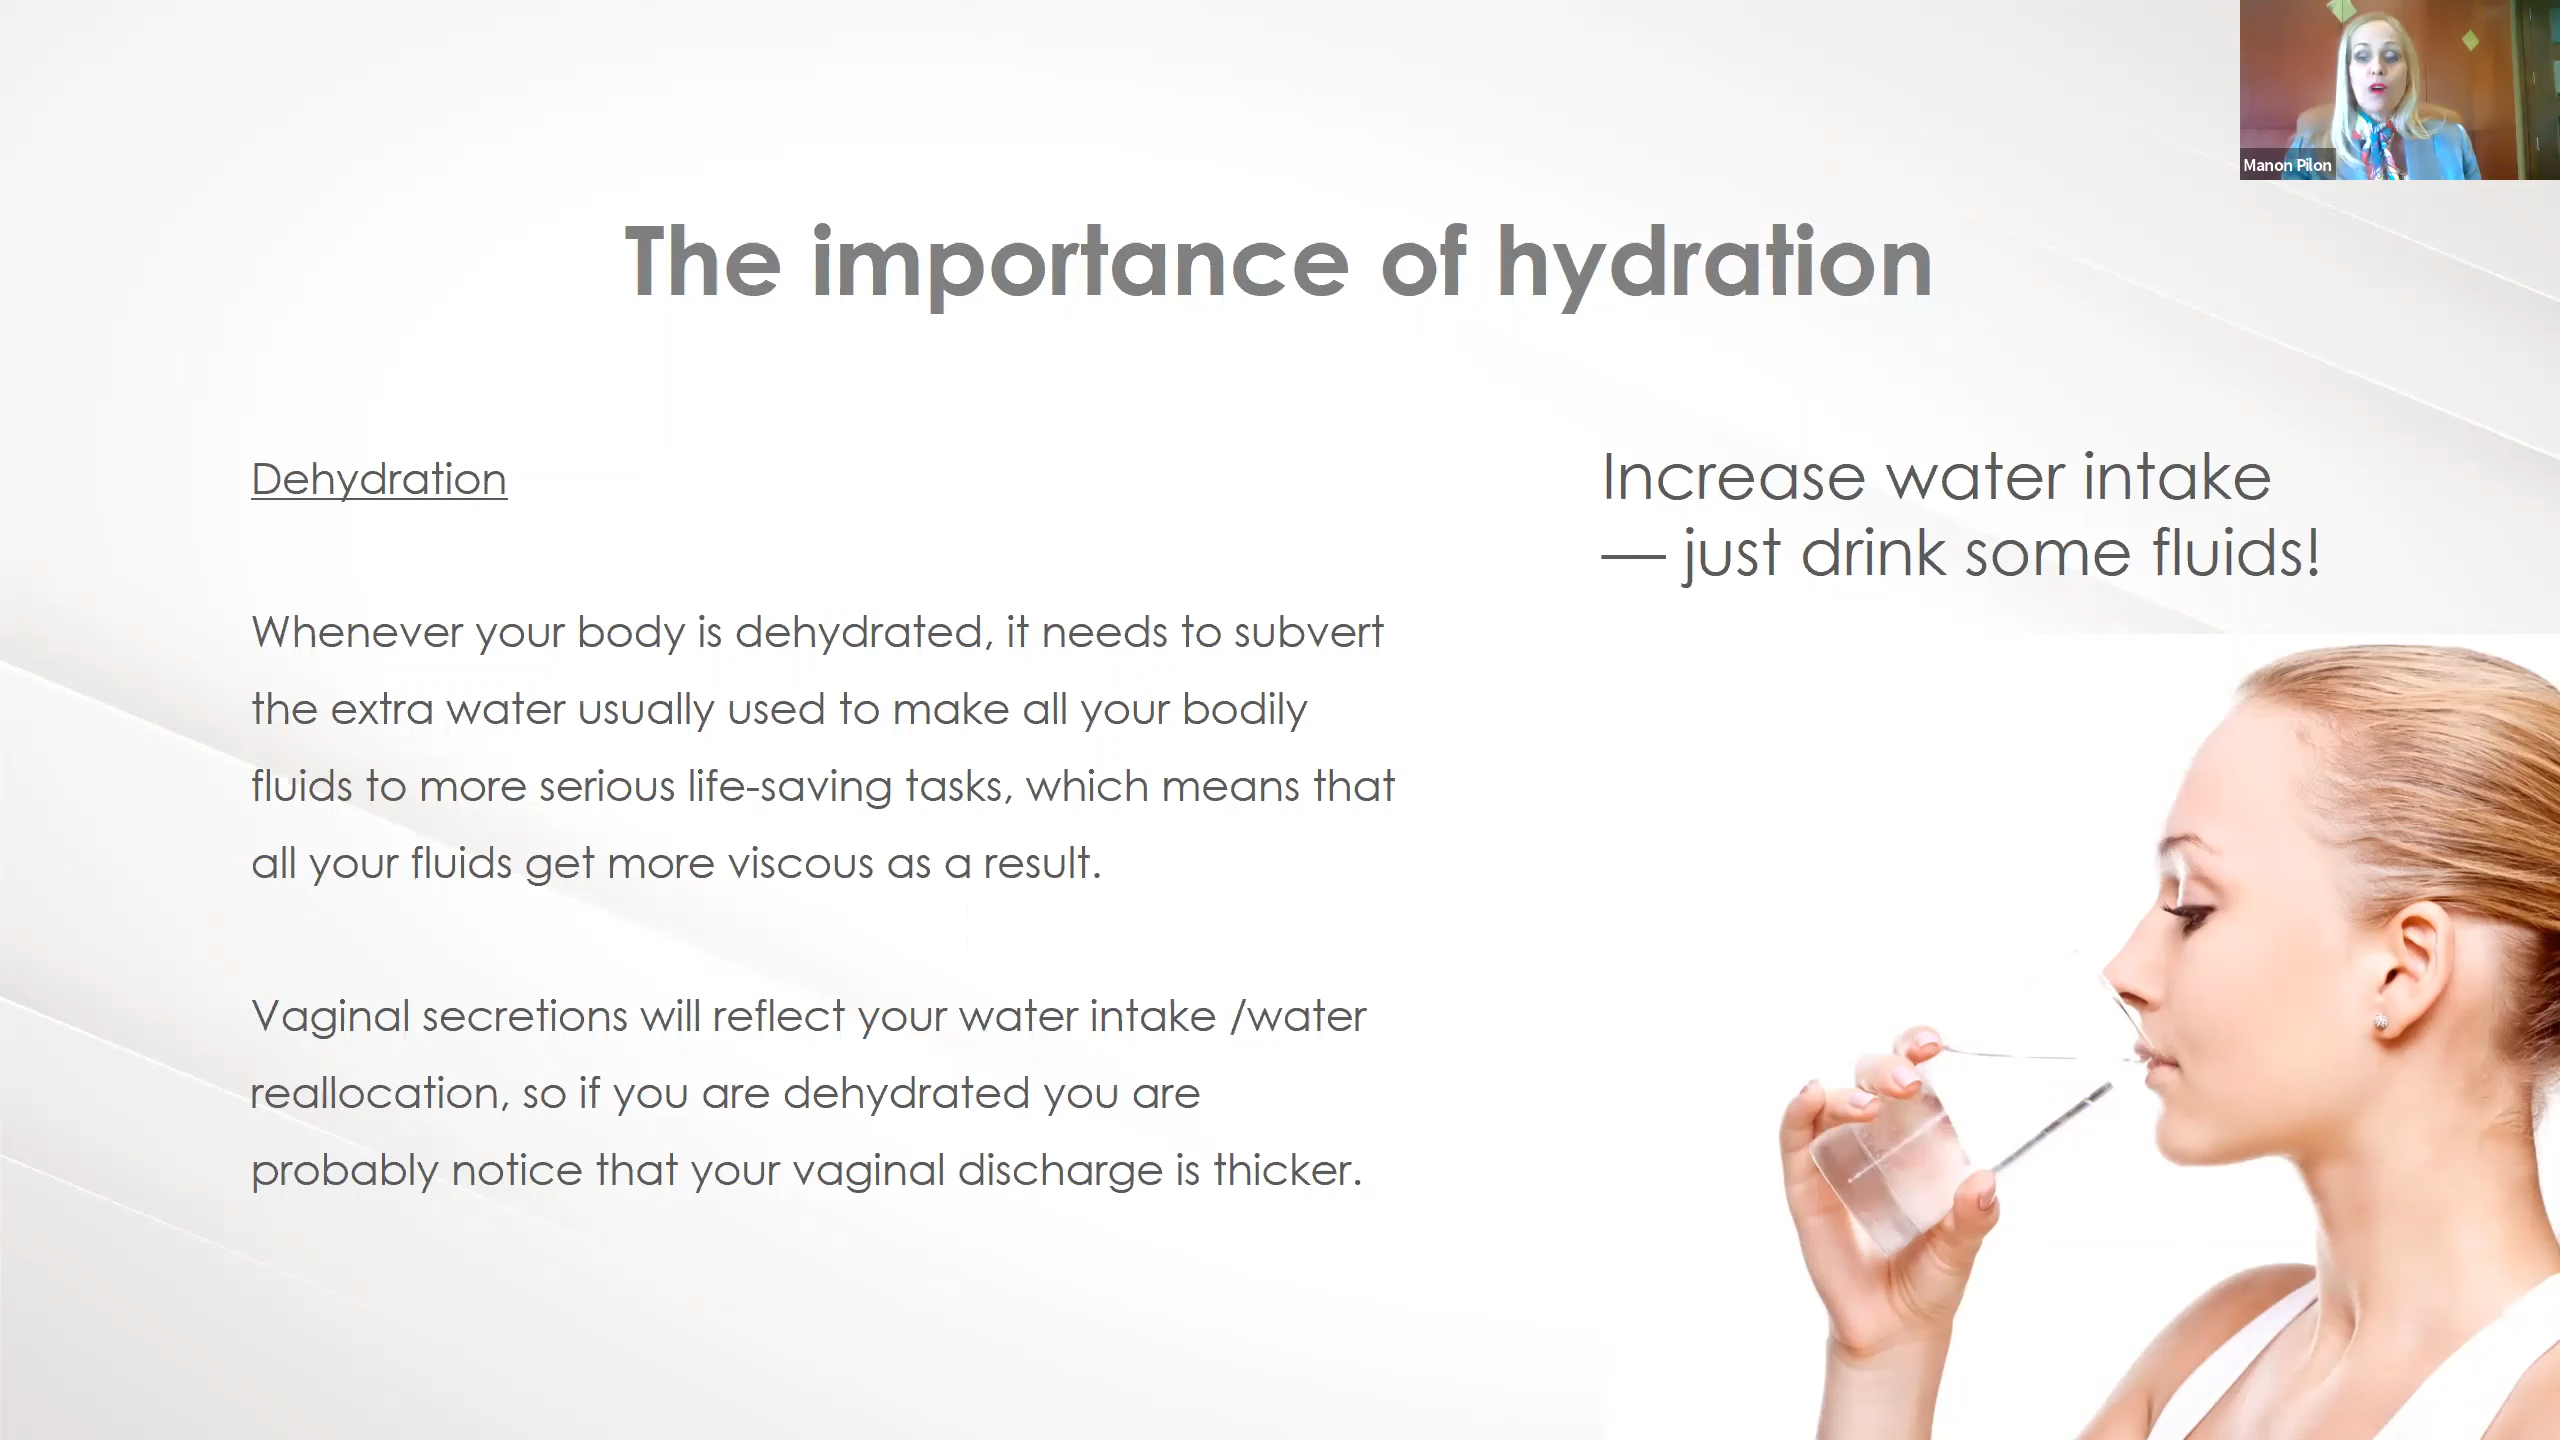 Manon Pilon
The importance of hydration
Dehydration
Whenever your body is dehydrated, it needs to subvert
the extra water usually used to make all your bodily
fluids to more serious life-saving tasks, which means that
all your fluids get more viscous as a result.
Vaginal secretions will reflect your water intake /water
reallocation, so if you are dehydrated you are
probably notice that your vaginal discharge is thicker.
Increase water intake
— just drink some fluids!